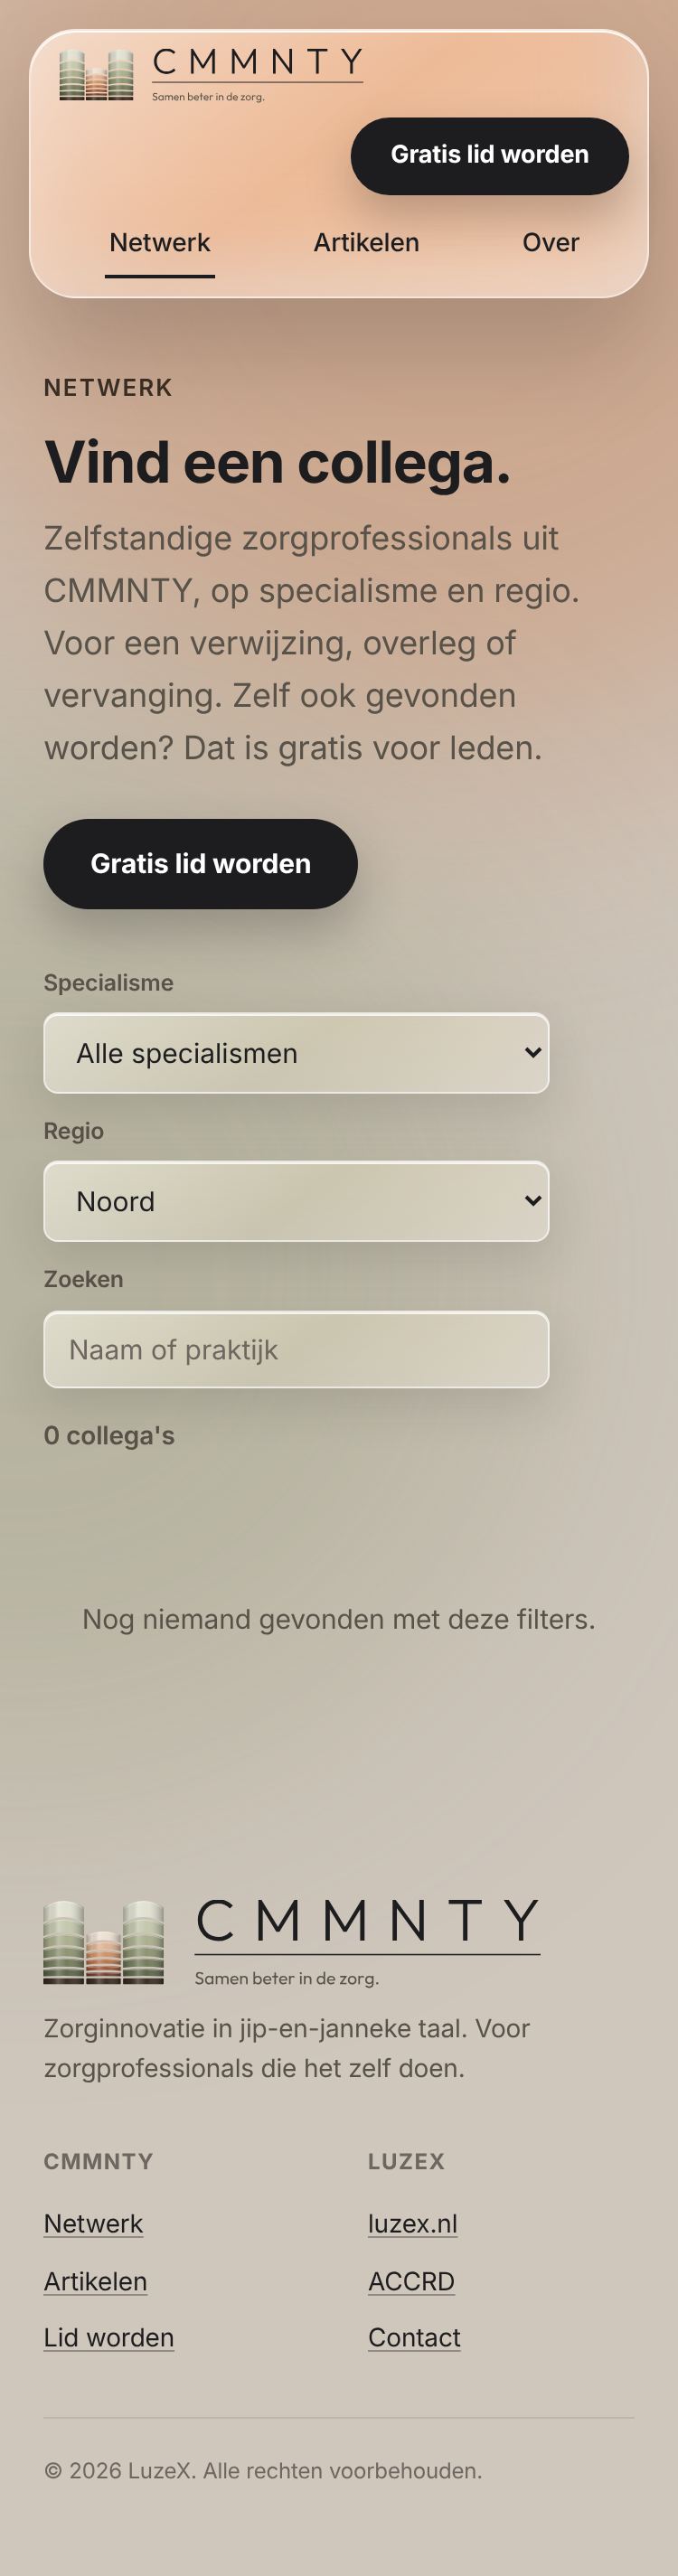 CMMNTY
Samen beter in de zorg.
Gratis lid worden
Netwerk
Artikelen
Over
NETWERK
Vind een collega.
Zelfstandige zorgprofessionals uit
CMMNTY, op specialisme en regio.
Voor een verwijzing, overleg of
vervanging. Zelf ook gevonden
worden? Dat is gratis voor leden.
Gratis lid worden
Specialisme
Alle specialismen
Regio
Noord
Zoeken
Naam of praktijk
0 collega's
Nog niemand gevonden met deze filters.
CMMNTY
Samen beter in de zorg.
Zorginnovatie in jip-en-janneke taal. Voor
zorgprofessionals die het zelf doen.
CMMNTY
Netwerk
Artikelen
Lid worden
LUZEX
luzex.nl
ACCRD
Contact
© 2026 LuzeX. Alle rechten voorbehouden.